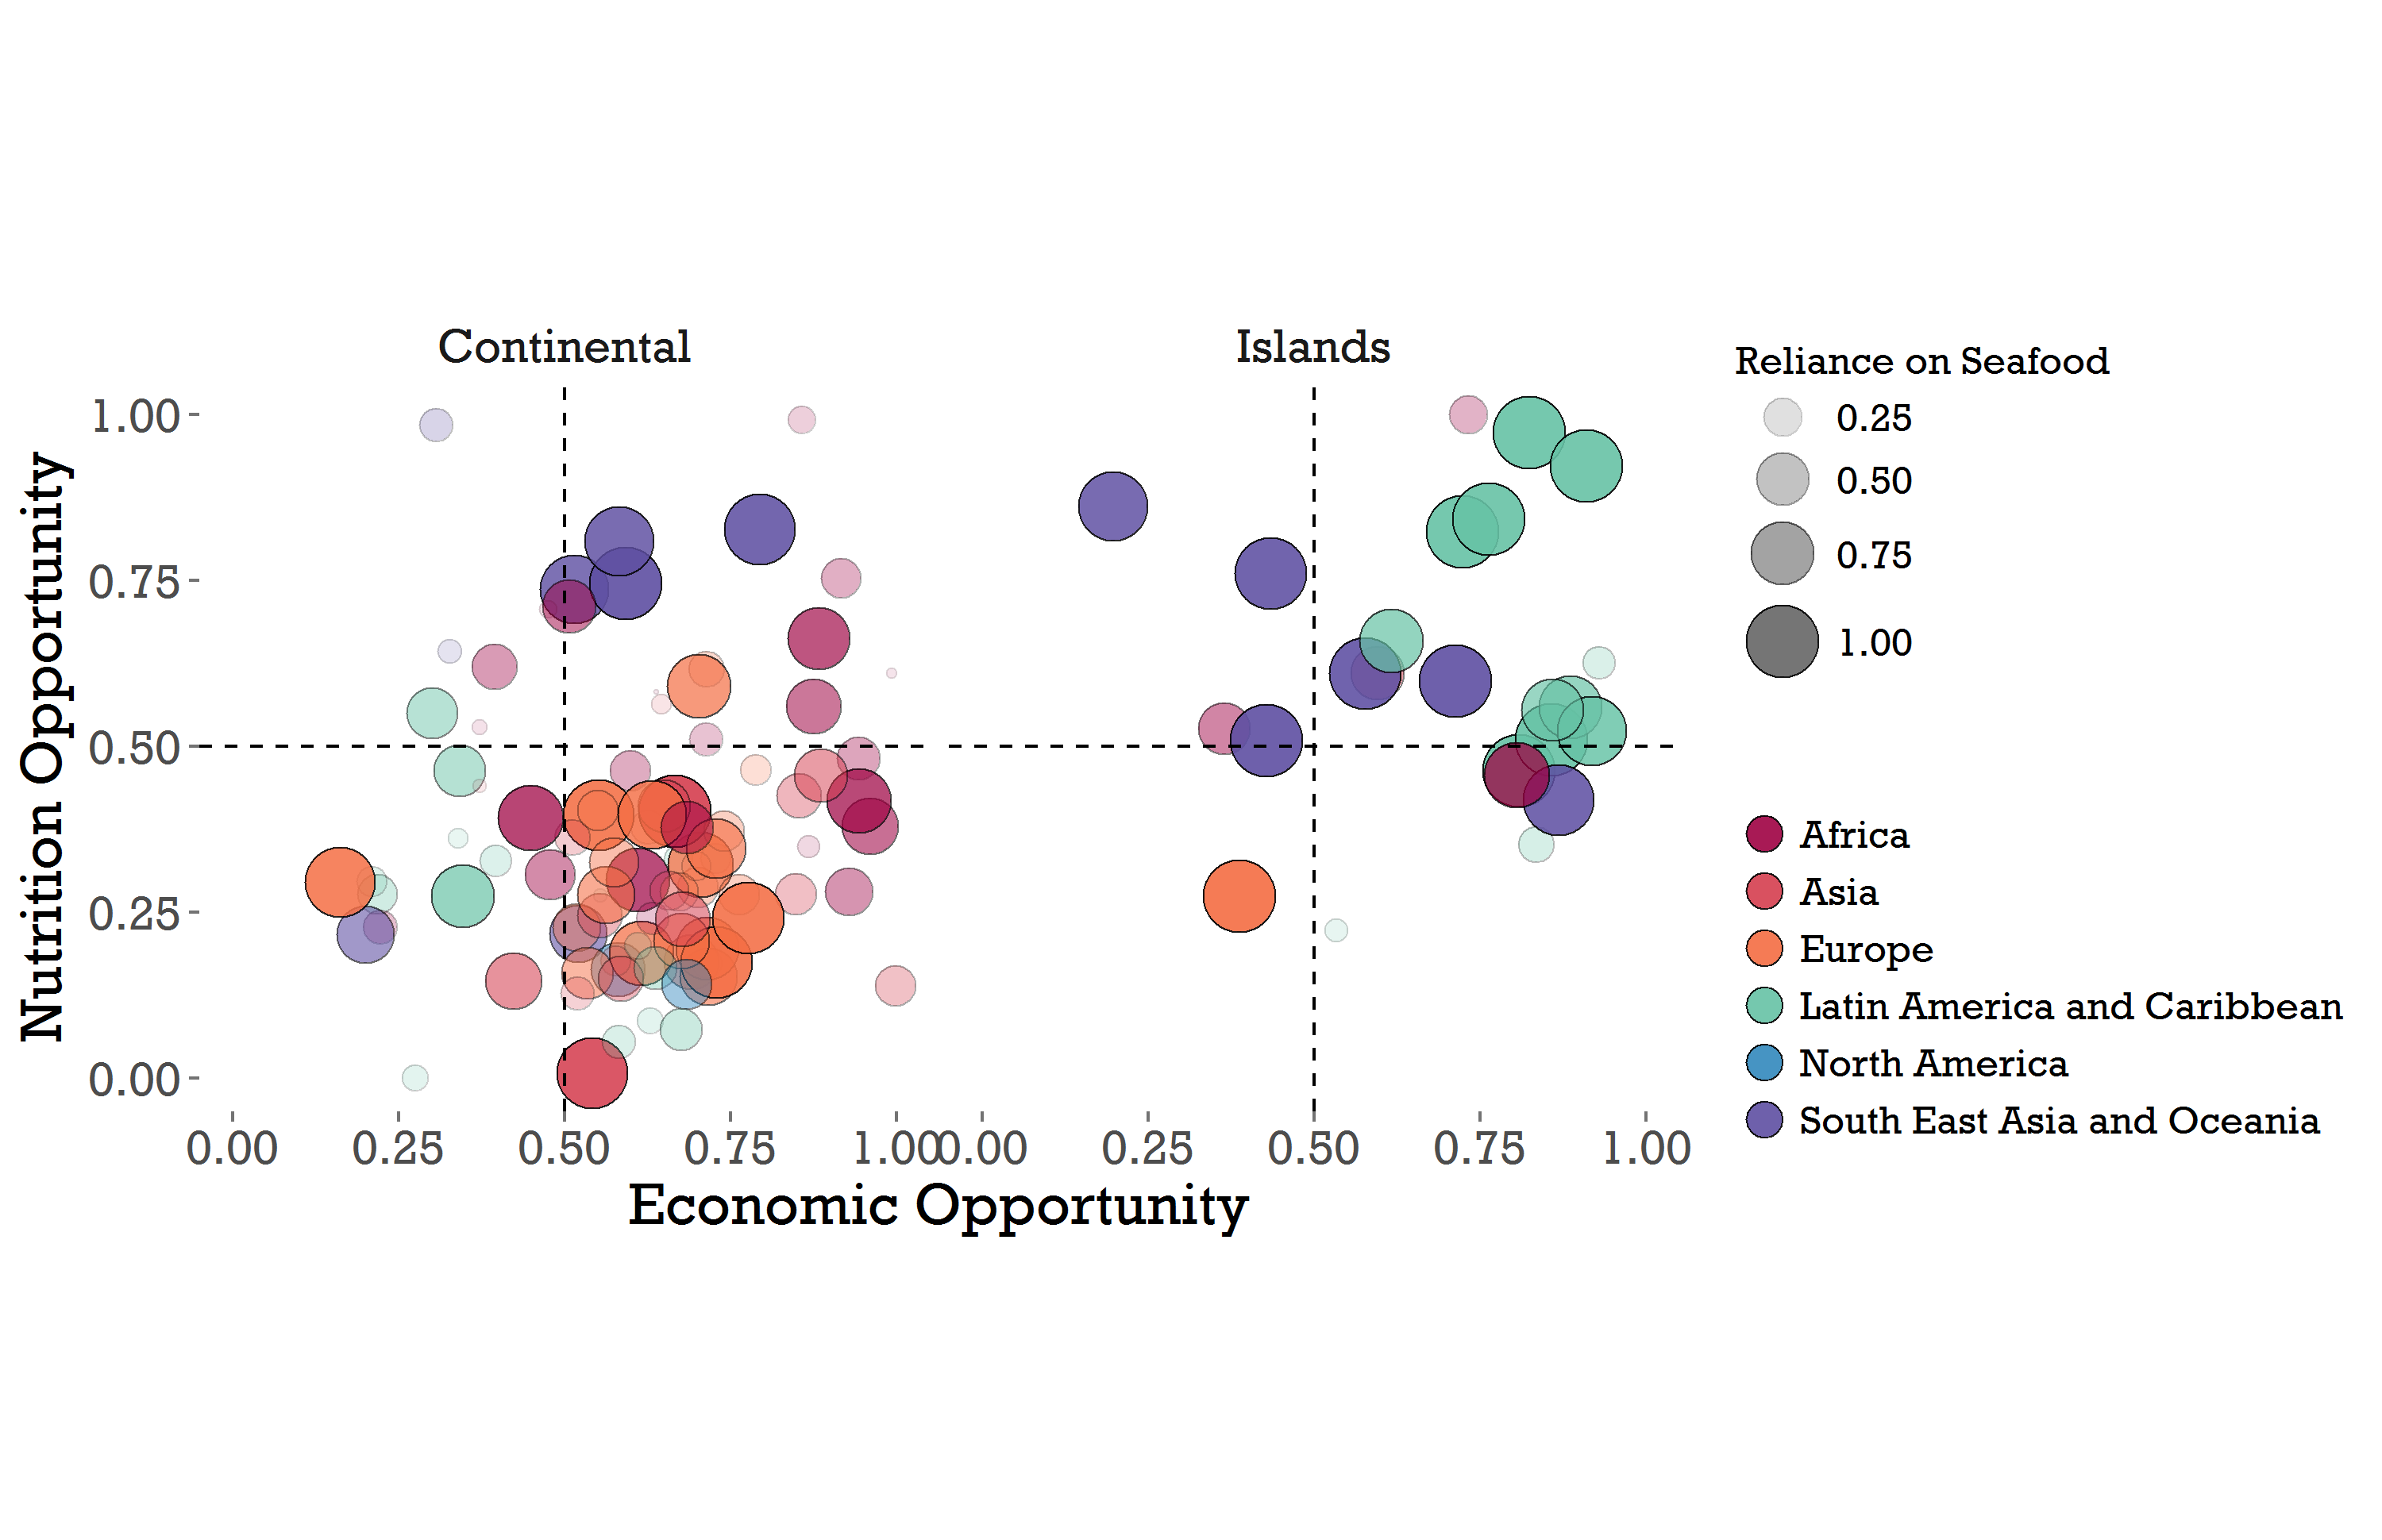 Continental
Islands
Nutrition Opportunity
1.00
0.75
0.50
0.25
0.00
0.00 0.25 0.50 0.75 1.00
0.00 0.25 0.50 0.75 1.00
Economic Opportunity
Reliance on Seafood
0.25
0.50
0.75
1.00
Africa
Asia
Europe
Latin America and Caribbean
North America
South East Asia and Oceania